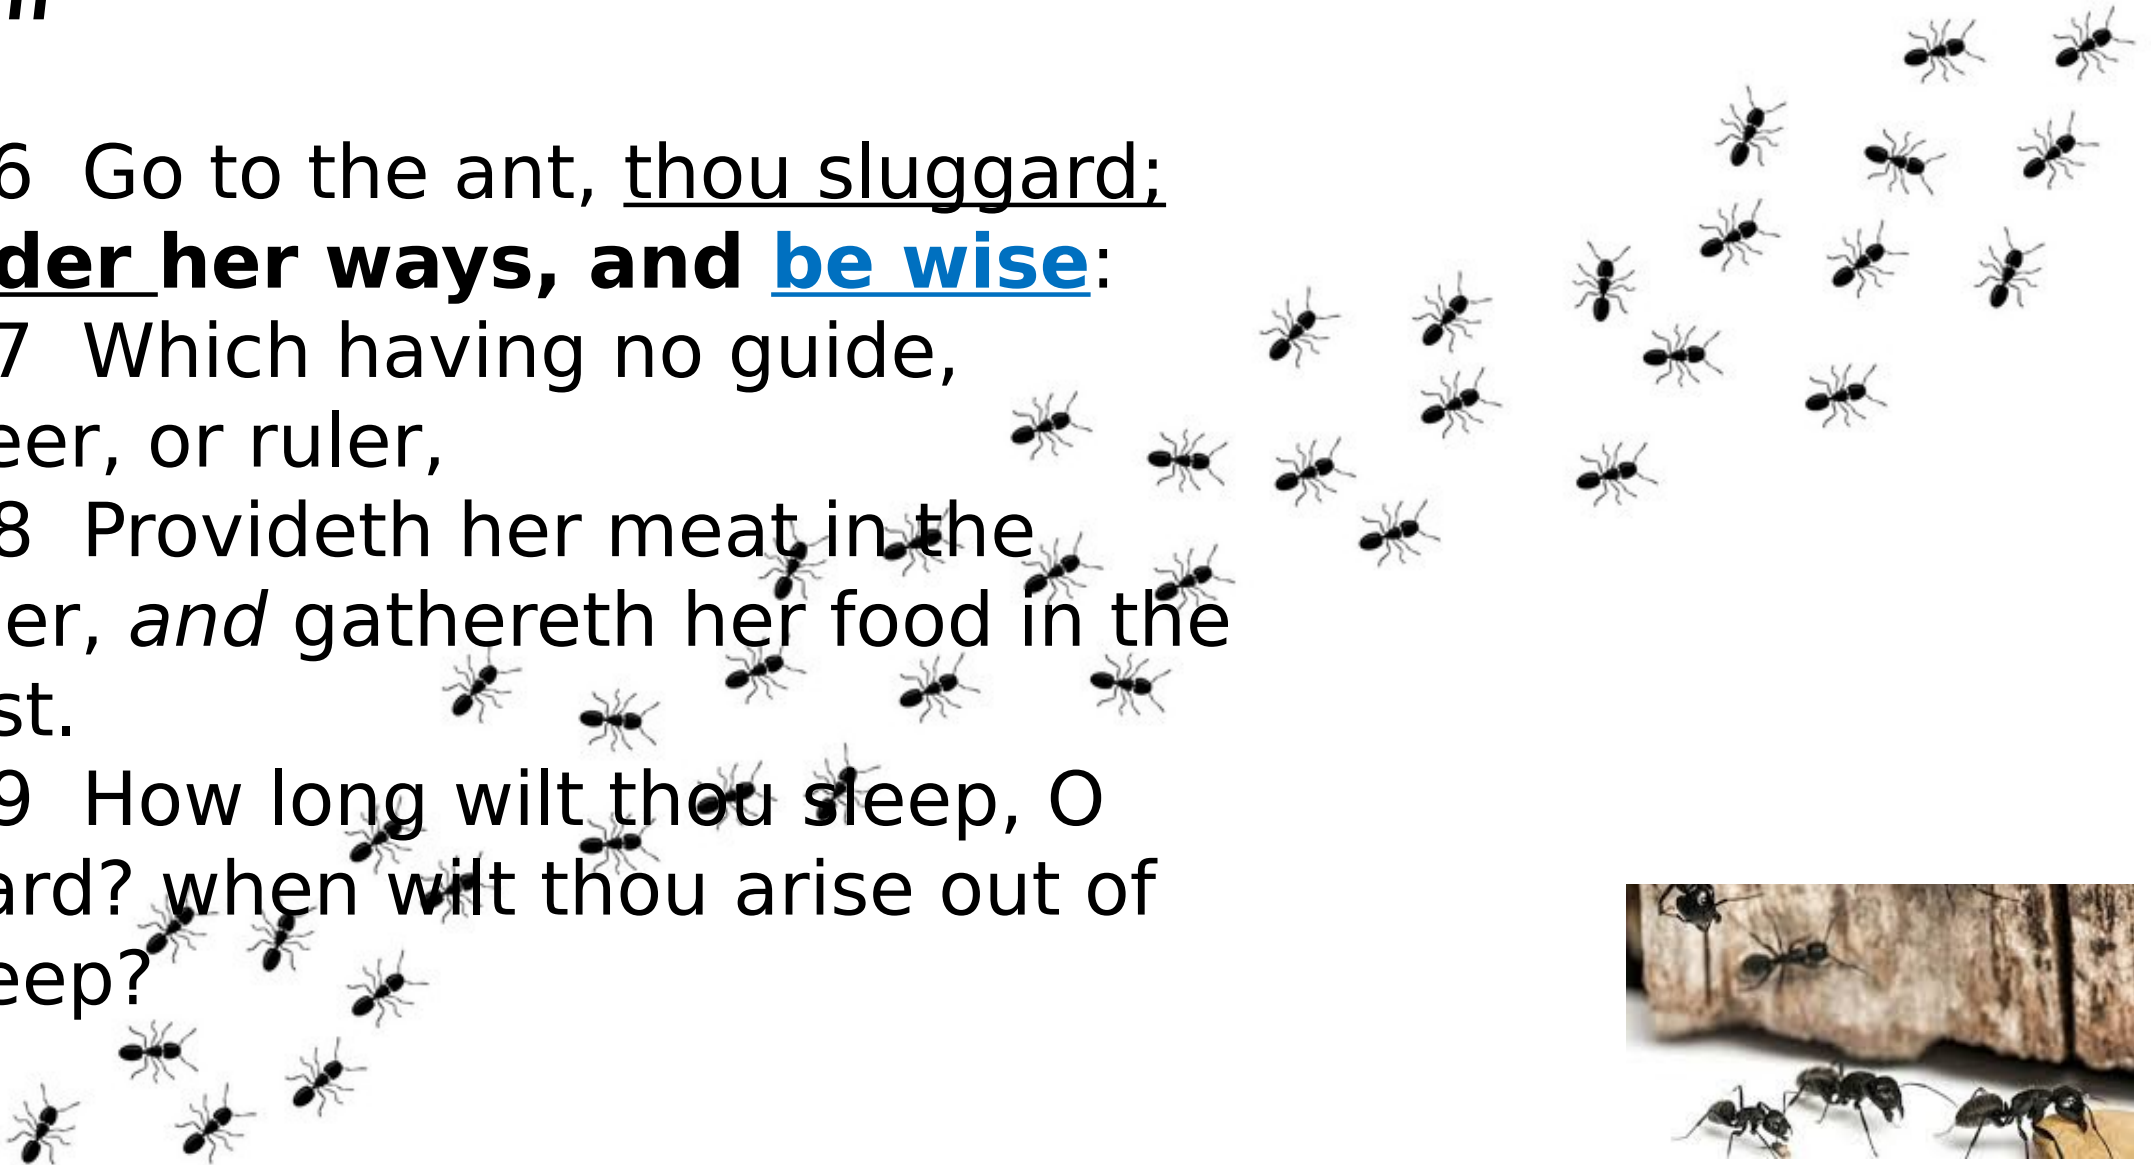 "
6 Go to the ant, thou sluggard;
der her ways, and be wise:
7 Which having no guide,
eer, or ruler,
8 Provideth her meat in the
er, and gathereth her food in the
st.
9 How long wilt thou sleep, O
ard? when wilt thou arise out of
eep?